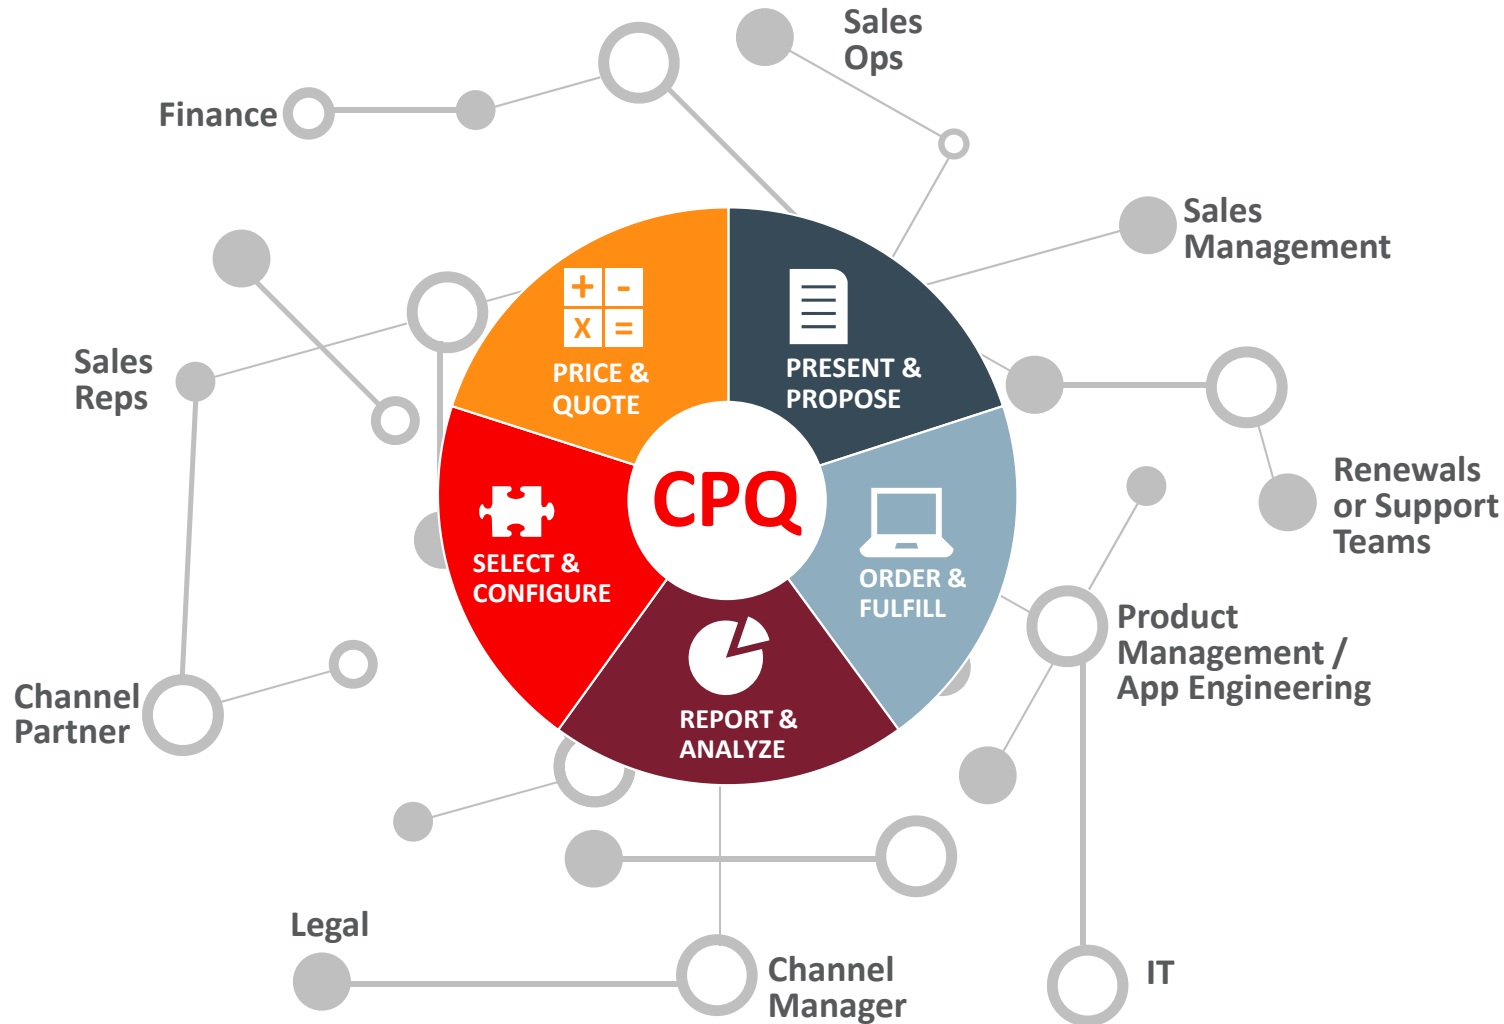 Sales
Ops
Finance
Sales
Management
+ -
x =
PRICE &
QUOTE
PRESENT &
PROPOSE
Sales
Reps
CPQ
Renewals
or Support
Teams
SELECT &
CONFIGURE
ORDER &
FULFILL
Product
Management /
App Engineering
Channel
Partner
REPORT &
ANALYZE
Legal
Channel
Manager
IT